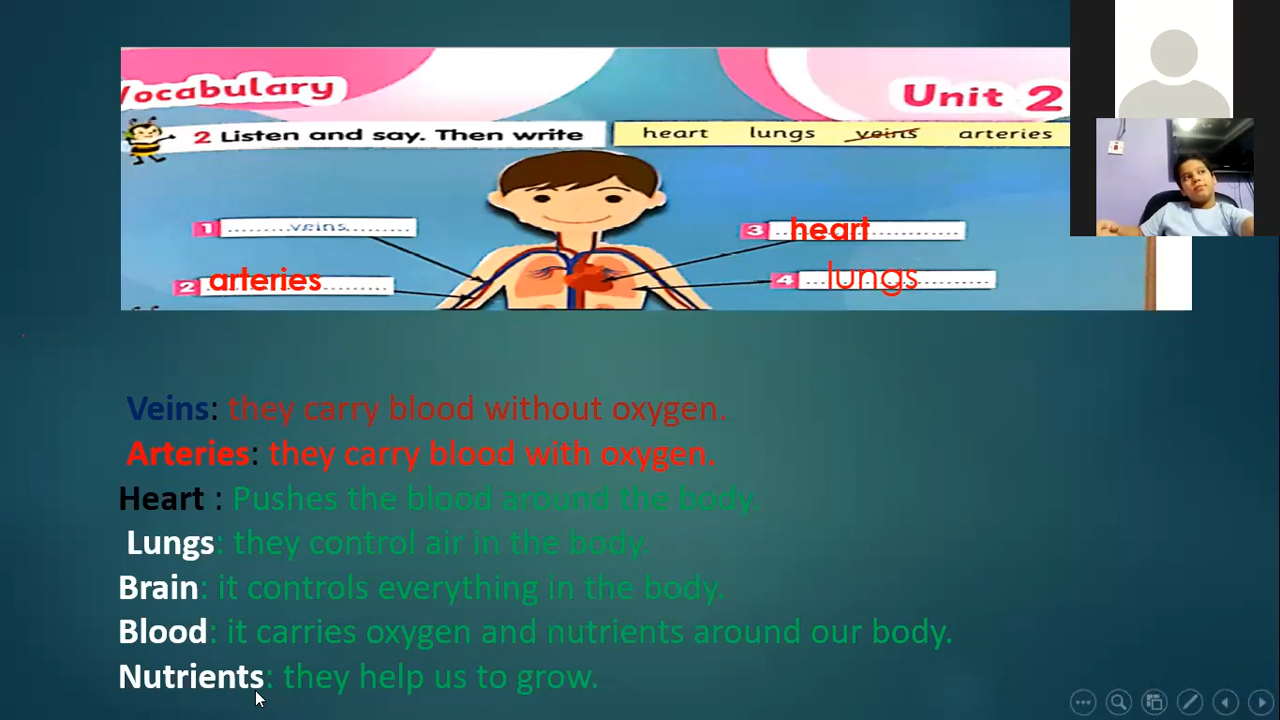 Vocabulary
Unit 2
2 Listen and say. Then write
heart lungs veins arteries
1 ........veins........
3 heart
2 arteries
4 lungs
Veins: they carry blood without oxygen.
Arteries: they carry blood with oxygen.
Heart : Pushes the blood around the body.
Lungs: they control air in the body.
Brain: it controls everything in the body.
Blood: it carries oxygen and nutrients around our body.
Nutrients: they help us to grow.